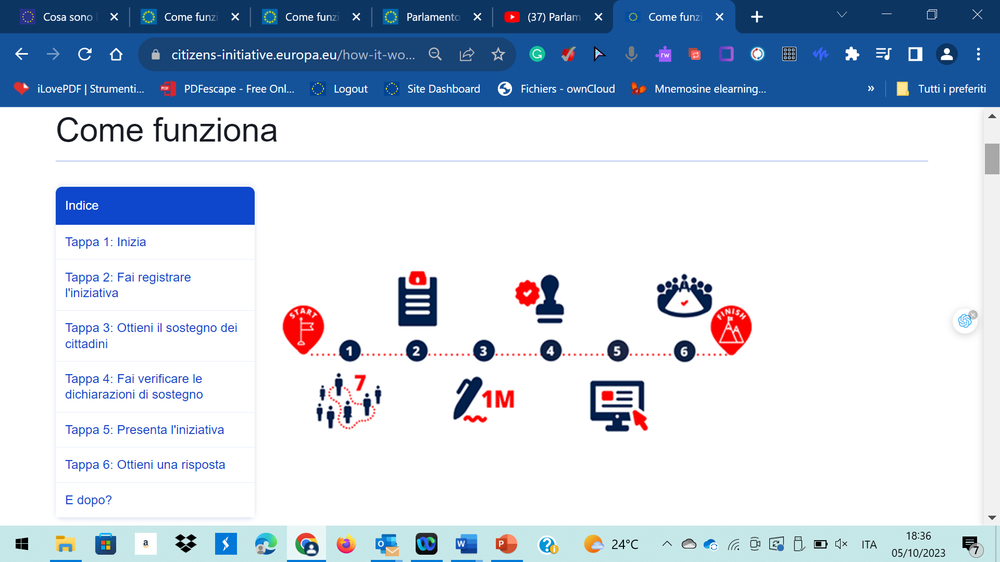 Cosa sono
Come funzi
Come funzi
Parlamento
(37) Parlam
Come funzi
citizens-initiative.europa.eu/how-it-wo...
rw
iLovePDF | Strumenti...
PDFescape - Free Onl...
Logout
Site Dashboard
Fichiers - ownCloud
Mnemosine elearning...
»
Tutti i preferiti
Come funziona
Indice
Tappa 1: Inizia
Tappa 2: Fai registrare
l'iniziativa
Tappa 3: Ottieni il sostegno dei
cittadini
Tappa 4: Fai verificare le
dichiarazioni di sostegno
Tappa 5: Presenta l'iniziativa
Tappa 6: Ottieni una risposta
E dopo?
START
FINISH
1 2 3 4 5 6
7
1M
24°C
ITA
18:36
05/10/2023
7